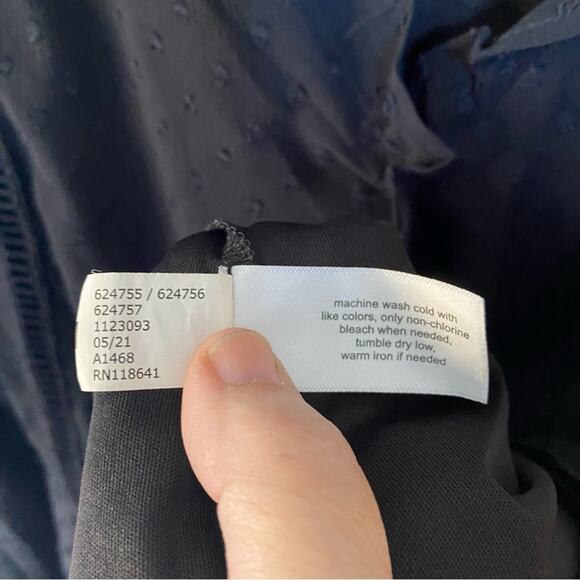 624755 / 624756
624757
1123093
05/21
A1468
RN118641
machine wash cold with
like colors, only non-chlorine
bleach when needed,
tumble dry low,
warm iron if needed